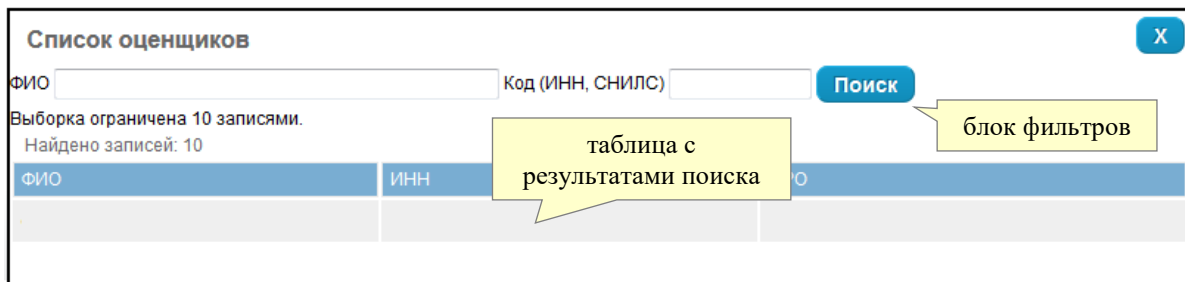 Список оценщиков
X
ФИО
Код (ИНН, СНИЛС)
Поиск
Выборка ограничена 10 записями.
Найдено записей: 10
блок фильтров
таблица с
результатами поиска
ФИО
ИНН